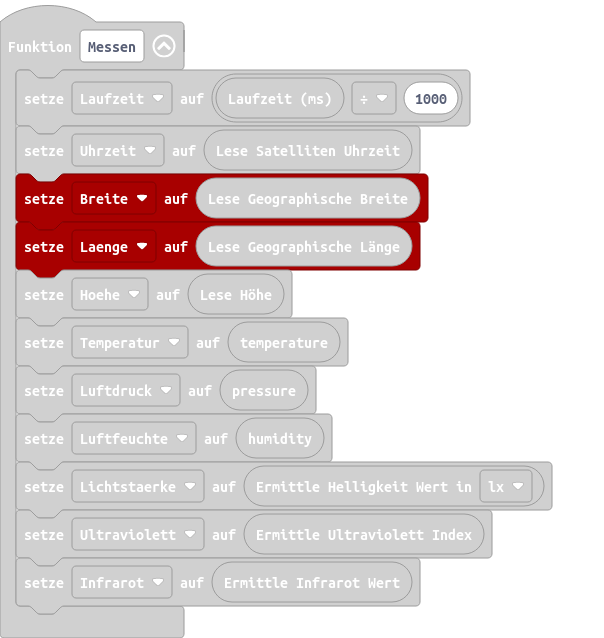 Funktion Messen
setze Laufzeit auf Laufzeit (ms) ÷ 1000
setze Uhrzeit auf Lese Satelliten Uhrzeit
setze Breite auf Lese Geographische Breite
setze Laenge auf Lese Geographische Länge
setze Hoehe auf Lese Höhe
setze Temperatur auf temperature
setze Luftdruck auf pressure
setze Luftfeuchte auf humidity
setze Lichtstaerke auf Ermittle Helligkeit Wert in lx
setze Ultraviolett auf Ermittle Ultraviolett Index
setze Infrarot auf Ermittle Infrarot Wert